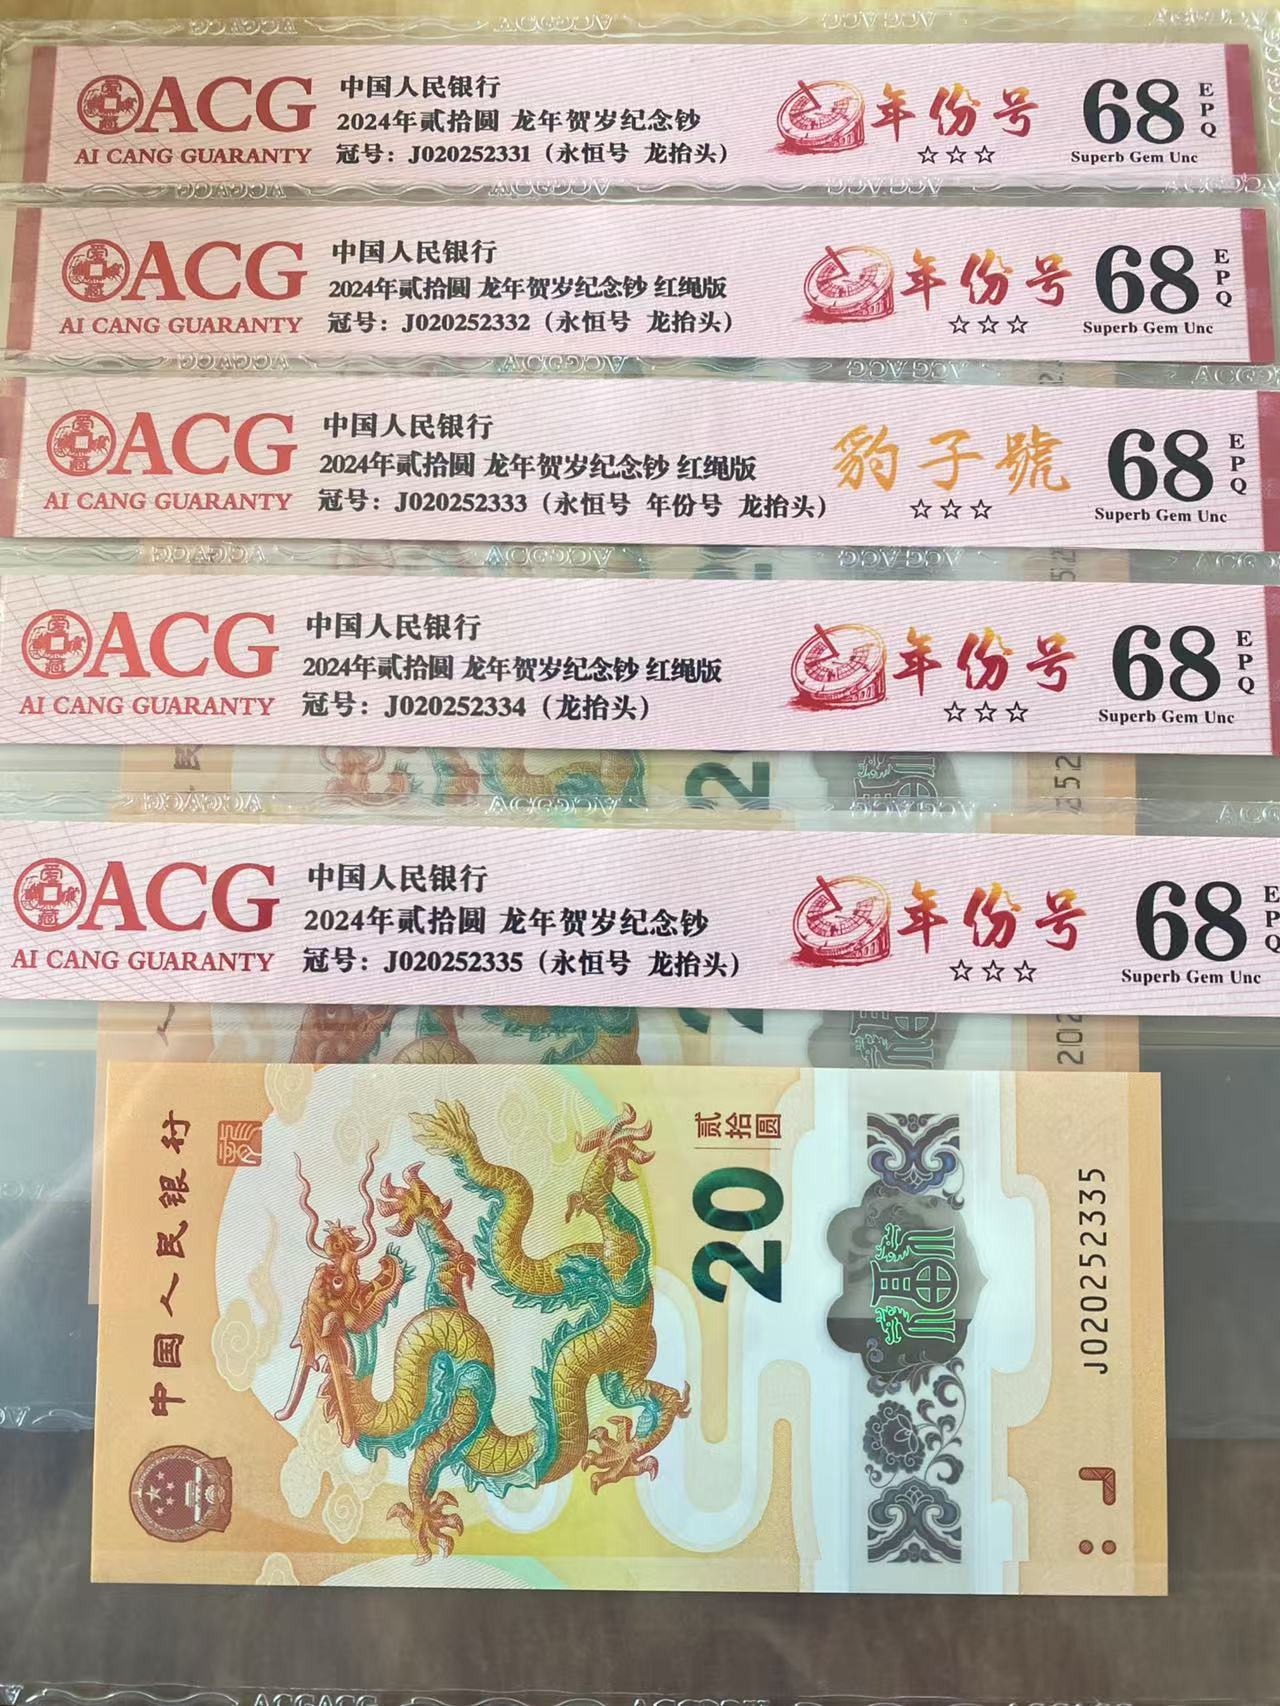 ACG
AI CANG GUARANTY
中国人民银行
2024年贰拾圆 龙年贺岁纪念钞
冠号：J020252331（永恒号 龙抬头）
年份号
☆☆☆
68
EPQ
Superb Gem Unc
ACG
AI CANG GUARANTY
中国人民银行
2024年贰拾圆 龙年贺岁纪念钞 红绳版
冠号：J020252332（永恒号 龙抬头）
年份号
☆☆☆
68
EPQ
Superb Gem Unc
ACG
AI CANG GUARANTY
中国人民银行
2024年贰拾圆 龙年贺岁纪念钞 红绳版
冠号：J020252333（永恒号 年份号 龙抬头）
豹子號
☆☆☆
68
EPQ
Superb Gem Unc
ACG
AI CANG GUARANTY
中国人民银行
2024年贰拾圆 龙年贺岁纪念钞 红绳版
冠号：J020252334（龙抬头）
年份号
☆☆☆
68
EPQ
Superb Gem Unc
ACG
AI CANG GUARANTY
中国人民银行
2024年贰拾圆 龙年贺岁纪念钞
冠号：J020252335（永恒号 龙抬头）
年份号
☆☆☆
68
EPQ
Superb Gem Unc
中国人民银行
贰拾圆
20
福
J020252335